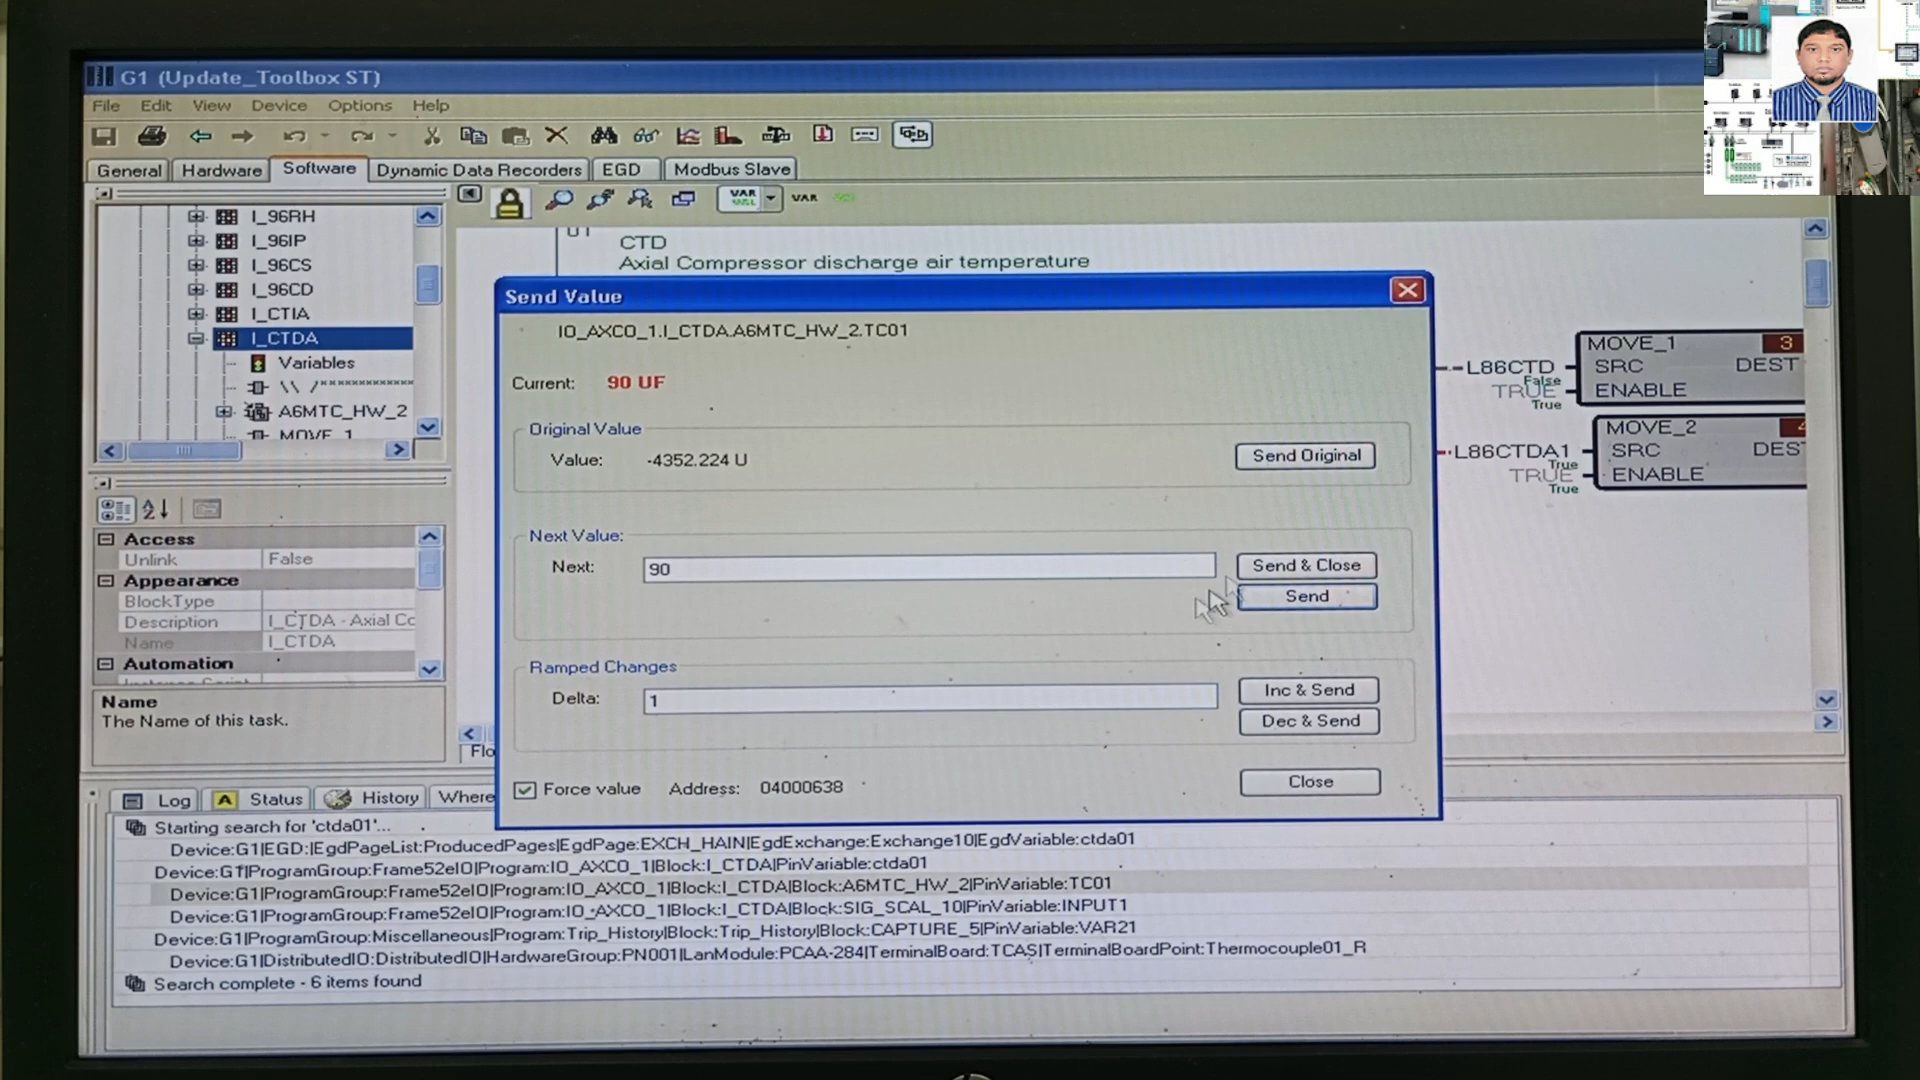 G1 (Update_Toolbox ST)
File Edit View Device Options Help
General Hardware Software Dynamic Data Recorders EGD Modbus Slave
VAR
VAL
VAR
I_96RH
I_96IP
I_96CS
I_96CD
I_CTIA
I_CTDA
Variables
\\ /************
A6MTC_HW_2
MOVE_1
Access
Unlink False
Appearance
BlockType
Description I_CTDA - Axial Co
Name I_CTDA
Automation
Name
The Name of this task.
CTD
Axial Compressor discharge air temperature
L86CTD
False
TRUE
True
MOVE_1 3
SRC DEST
ENABLE
L86CTDA1
True
TRUE
True
MOVE_2 4
SRC DES
ENABLE
Send Value
IO_AXCO_1.I_CTDA.A6MTC_HW_2.TC01
Current: 90 UF
Original Value
Value: -4352.224 U
Send Original
Next Value:
Next: 90
Send & Close
Send
Ramped Changes
Delta: 1
Inc & Send
Dec & Send
Force value Address: 04000638
Close
Flo
Log Status History Where
Starting search for 'ctda01'...
Device:G1|EGD:|EgdPageList:ProducedPages|EgdPage:EXCH_HAIN|EgdExchange:Exchange10|EgdVariable:ctda01
Device:G1|ProgramGroup:Frame52eIO|Program:IO_AXCO_1|Block:I_CTDA|PinVariable:ctda01
Device:G1|ProgramGroup:Frame52eIO|Program:IO_AXCO_1|Block:I_CTDA|Block:A6MTC_HW_2|PinVariable:TC01
Device:G1|ProgramGroup:Frame52eIO|Program:IO_AXCO_1|Block:I_CTDA|Block:SIG_SCAL_10|PinVariable:INPUT1
Device:G1|ProgramGroup:Miscellaneous|Program:Trip_History|Block:Trip_History|Block:CAPTURE_5|PinVariable:VAR21
Device:G1|DistributedIO:DistributedIO|HardwareGroup:PN001|LanModule:PCAA-284|TerminalBoard:TCAS|TerminalBoardPoint:Thermocouple01_R
Search complete - 6 items found